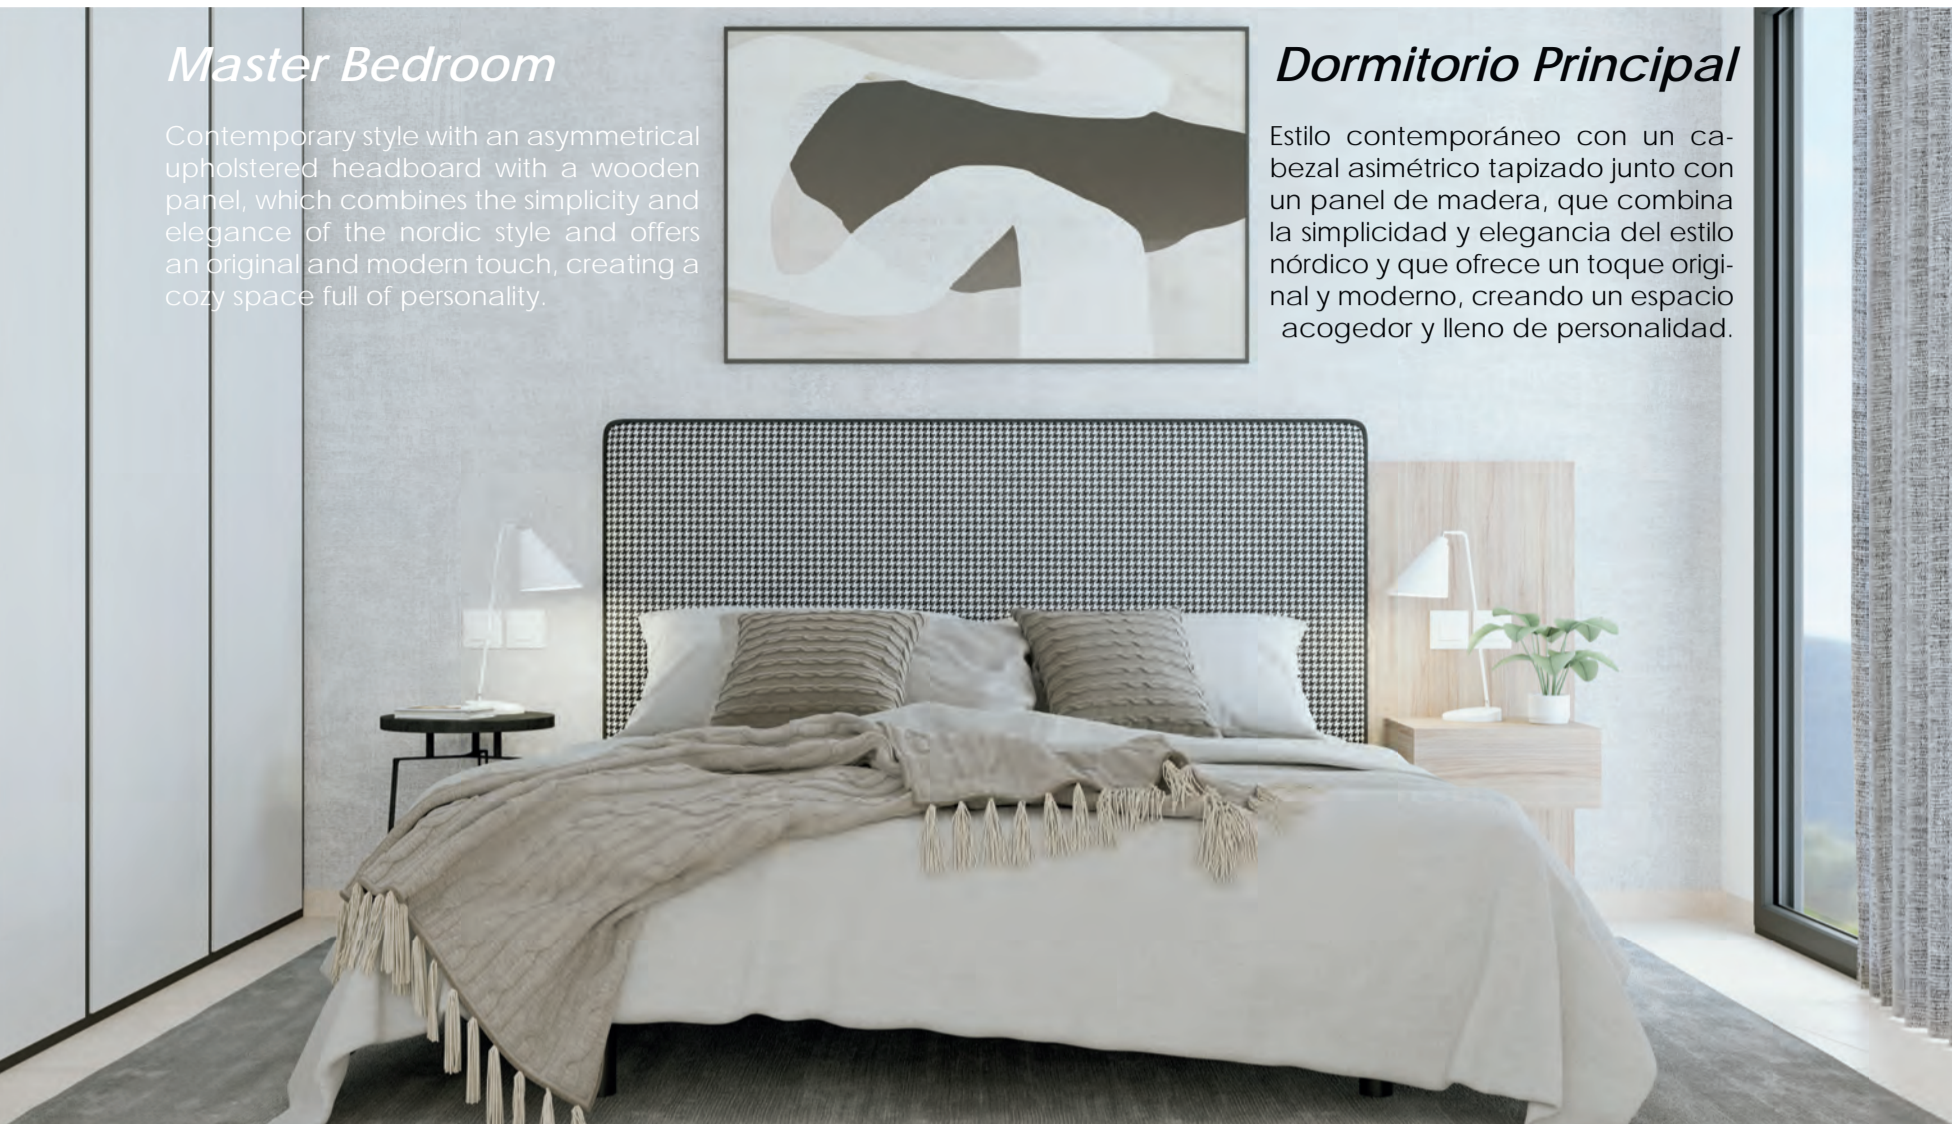 Master Bedroom
Contemporary style with an asymmetrical
upholstered headboard with a wooden
panel, which combines the simplicity and
elegance of the nordic style and offers
an original and modern touch, creating a
cozy space full of personality.
Dormitorio Principal
Estilo contemporáneo con un ca-
bezal asimétrico tapizado junto con
un panel de madera, que combina
la simplicidad y elegancia del estilo
nórdico y que ofrece un toque origi-
nal y moderno, creando un espacio
acogedor y lleno de personalidad.